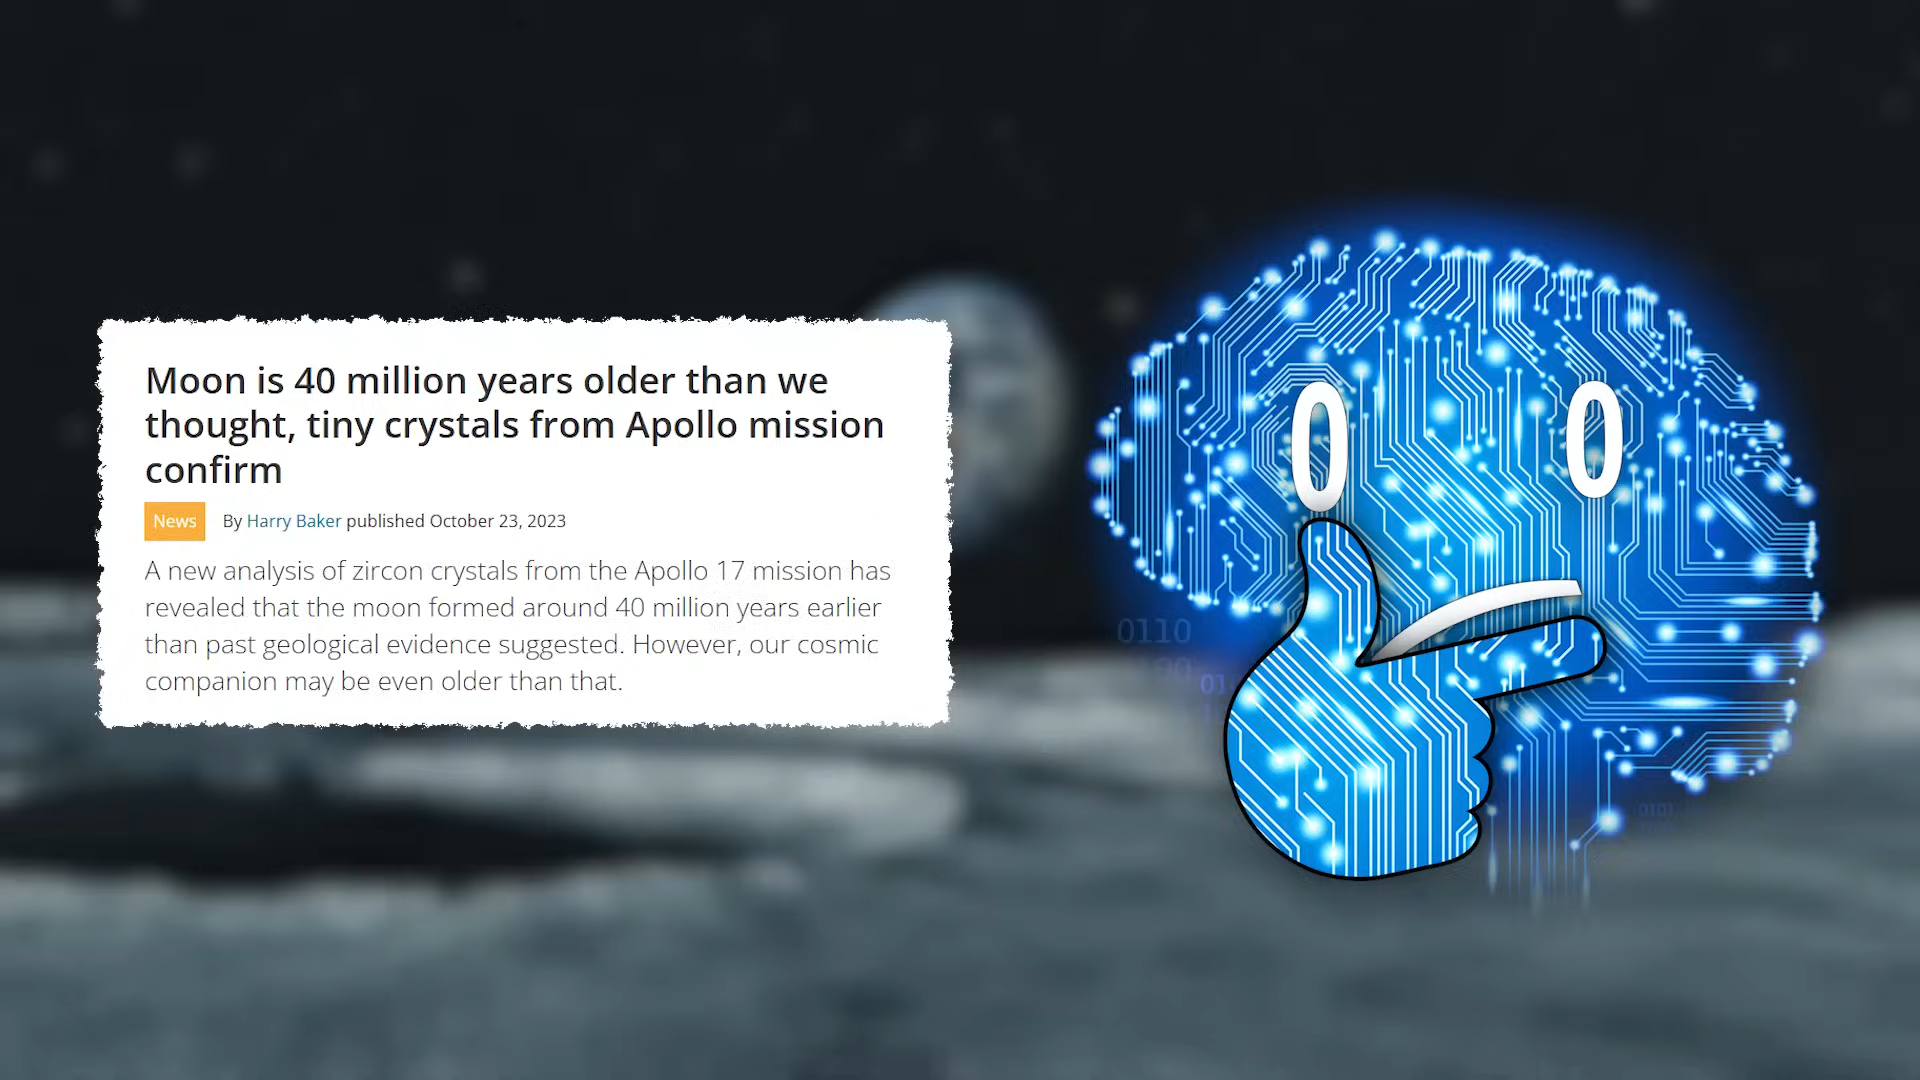 Moon is 40 million years older than we
thought, tiny crystals from Apollo mission
confirm
News By Harry Baker published October 23, 2023
A new analysis of zircon crystals from the Apollo 17 mission has
revealed that the moon formed around 40 million years earlier
than past geological evidence suggested. However, our cosmic
companion may be even older than that.
0 0
0110
01